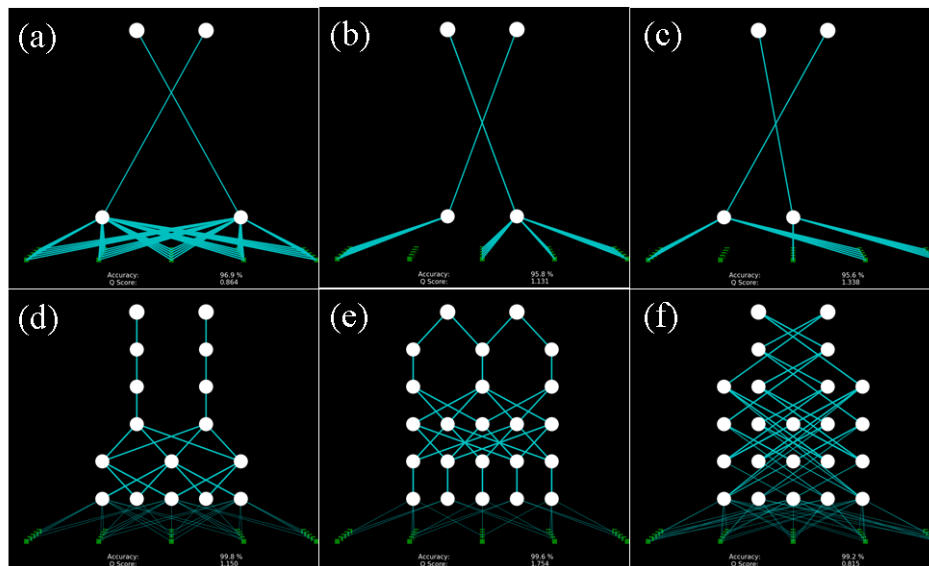 (a)
Accuracy: 96.9 %
Q Score: 0.864
(b)
Accuracy: 95.8 %
Q Score: 1.131
(c)
Accuracy: 95.6 %
Q Score: 1.338
(d)
Accuracy: 99.8 %
Q Score: 1.150
(e)
Accuracy: 99.6 %
Q Score: 1.754
(f)
Accuracy: 99.2 %
Q Score: 0.815